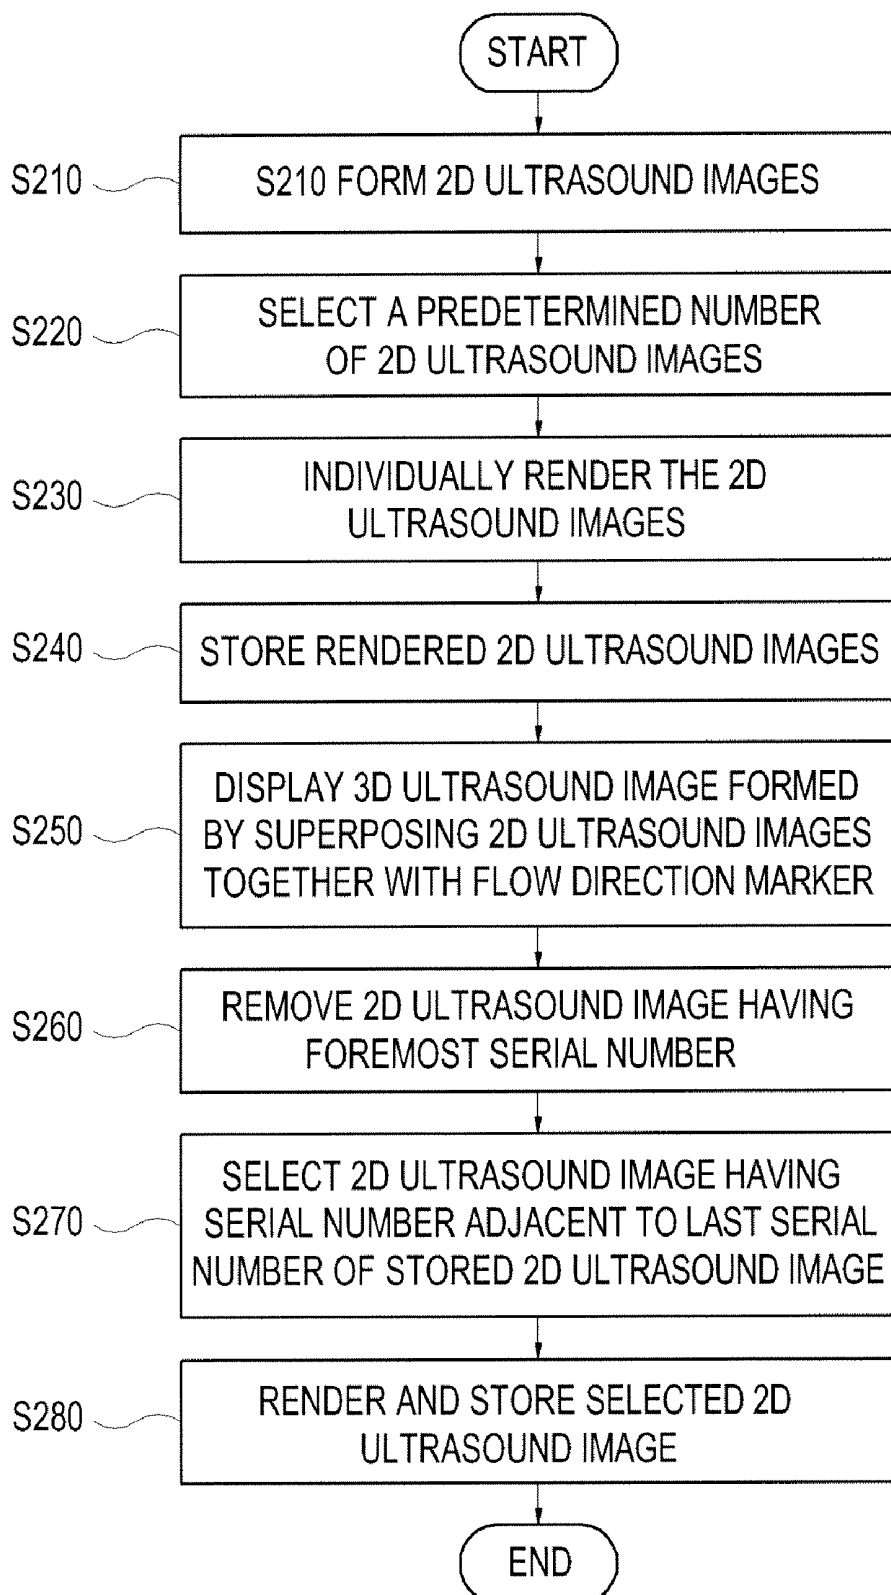 START
S210
S210 FORM 2D ULTRASOUND IMAGES
S220
SELECT A PREDETERMINED NUMBER
OF 2D ULTRASOUND IMAGES
S230
INDIVIDUALLY RENDER THE 2D
ULTRASOUND IMAGES
S240
STORE RENDERED 2D ULTRASOUND IMAGES
S250
DISPLAY 3D ULTRASOUND IMAGE FORMED
BY SUPERPOSING 2D ULTRASOUND IMAGES
TOGETHER WITH FLOW DIRECTION MARKER
S260
REMOVE 2D ULTRASOUND IMAGE HAVING
FOREMOST SERIAL NUMBER
S270
SELECT 2D ULTRASOUND IMAGE HAVING
SERIAL NUMBER ADJACENT TO LAST SERIAL
NUMBER OF STORED 2D ULTRASOUND IMAGE
S280
RENDER AND STORE SELECTED 2D
ULTRASOUND IMAGE
END